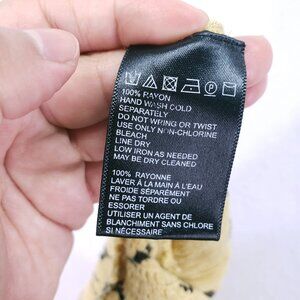 100% RAYON
HAND WASH COLD
SEPARATELY
DO NOT WRING OR TWIST
USE ONLY NON-CHLORINE
BLEACH
LINE DRY
LOW IRON AS NEEDED
MAY BE DRY CLEANED
100% RAYONNE
LAVER À LA MAIN À L'EAU
FROIDE SÉPARÉMENT
NE PAS TORDRE OU
ESSORER
UTILISER UN AGENT DE
BLANCHIMENT SANS CHLORE
SI NÉCESSAIRE